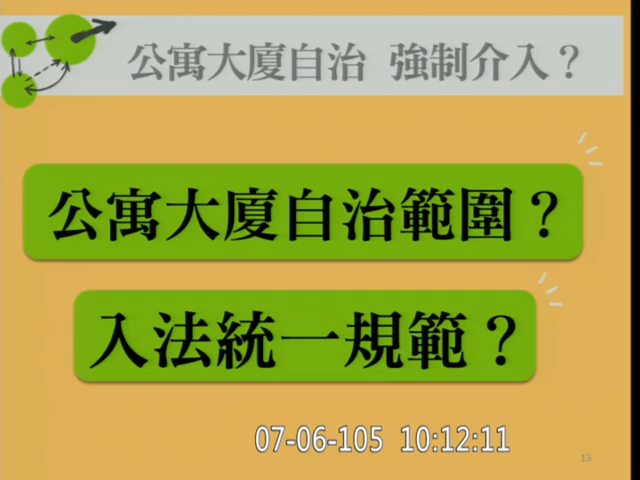 公寓大廈自治 強制介入？
公寓大廈自治範圍？
入法統一規範？
07-06-105 10:12:11
13